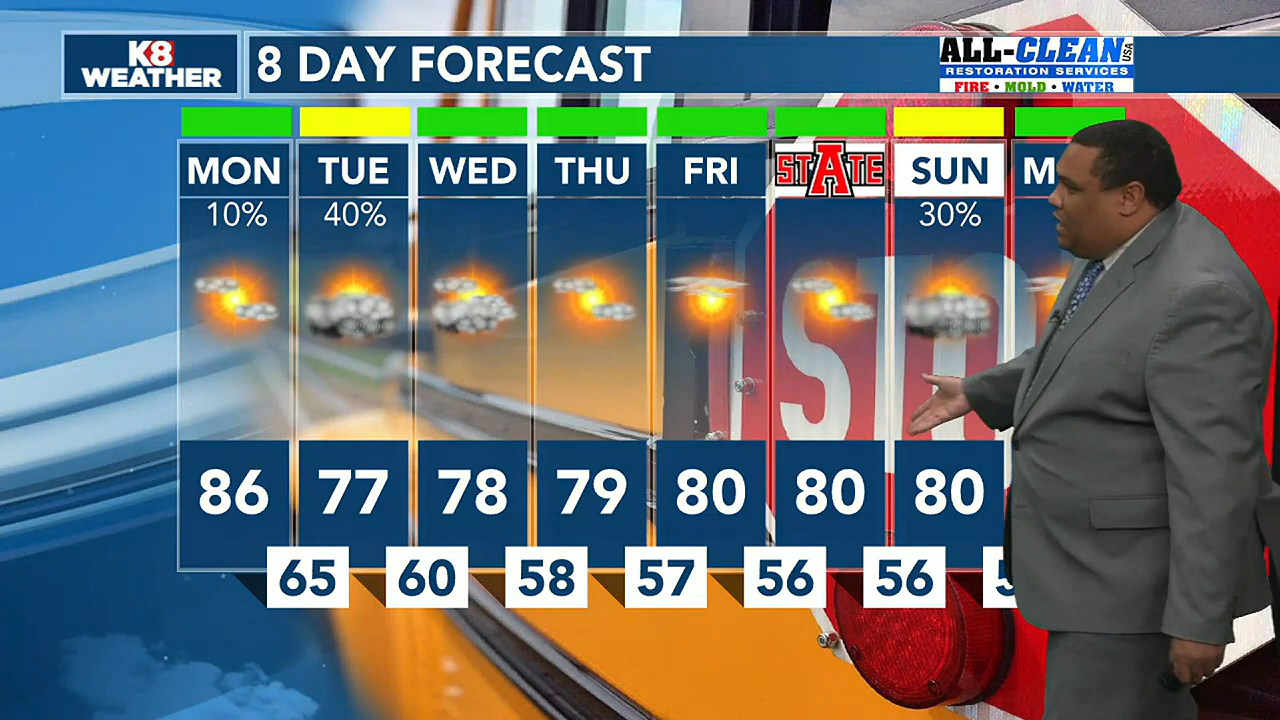 K8
WEATHER
8 DAY FORECAST
ALL-CLEAN USA
RESTORATION SERVICES
FIRE • MOLD • WATER
MON TUE WED THU FRI STATE SUN
10% 40% 30%
86 77 78 79 80 80 80
65 60 58 57 56 56